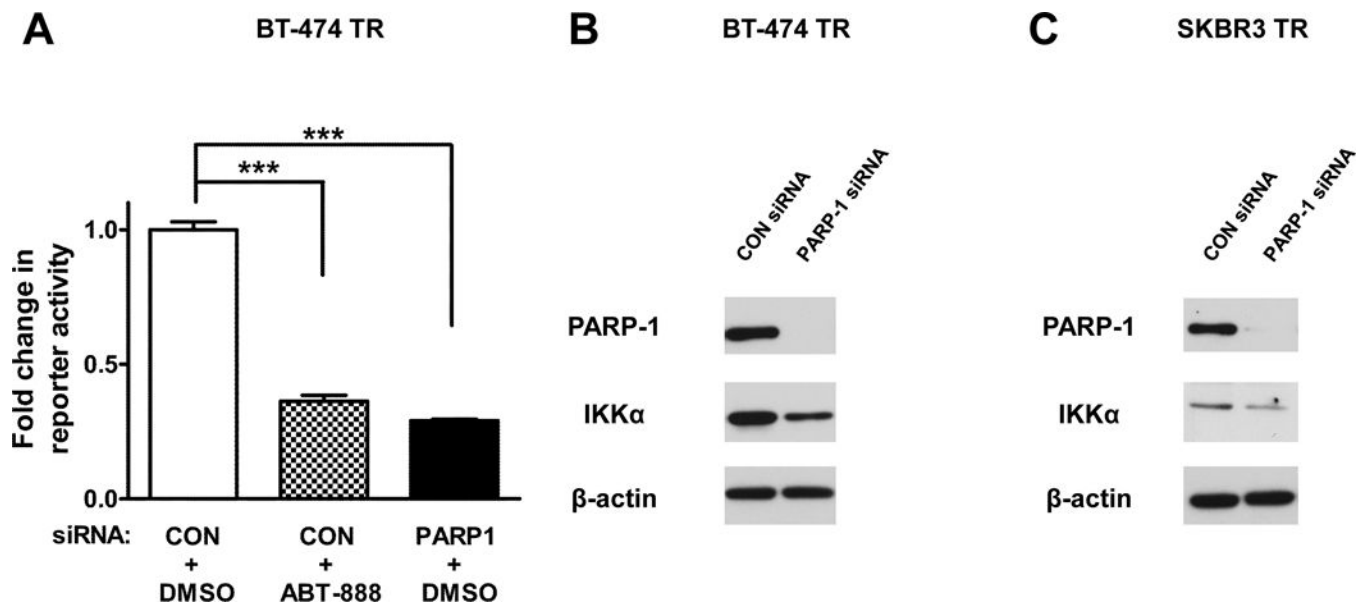 A
BT-474 TR
***
***
Fold change in
reporter activity
1.0
0.5
0.0
siRNA:
CON
+
DMSO
CON
+
ABT-888
PARP1
+
DMSO
B
BT-474 TR
CON siRNA
PARP-1 siRNA
PARP-1
IKKα
β-actin
C
SKBR3 TR
CON siRNA
PARP-1 siRNA
PARP-1
IKKα
β-actin